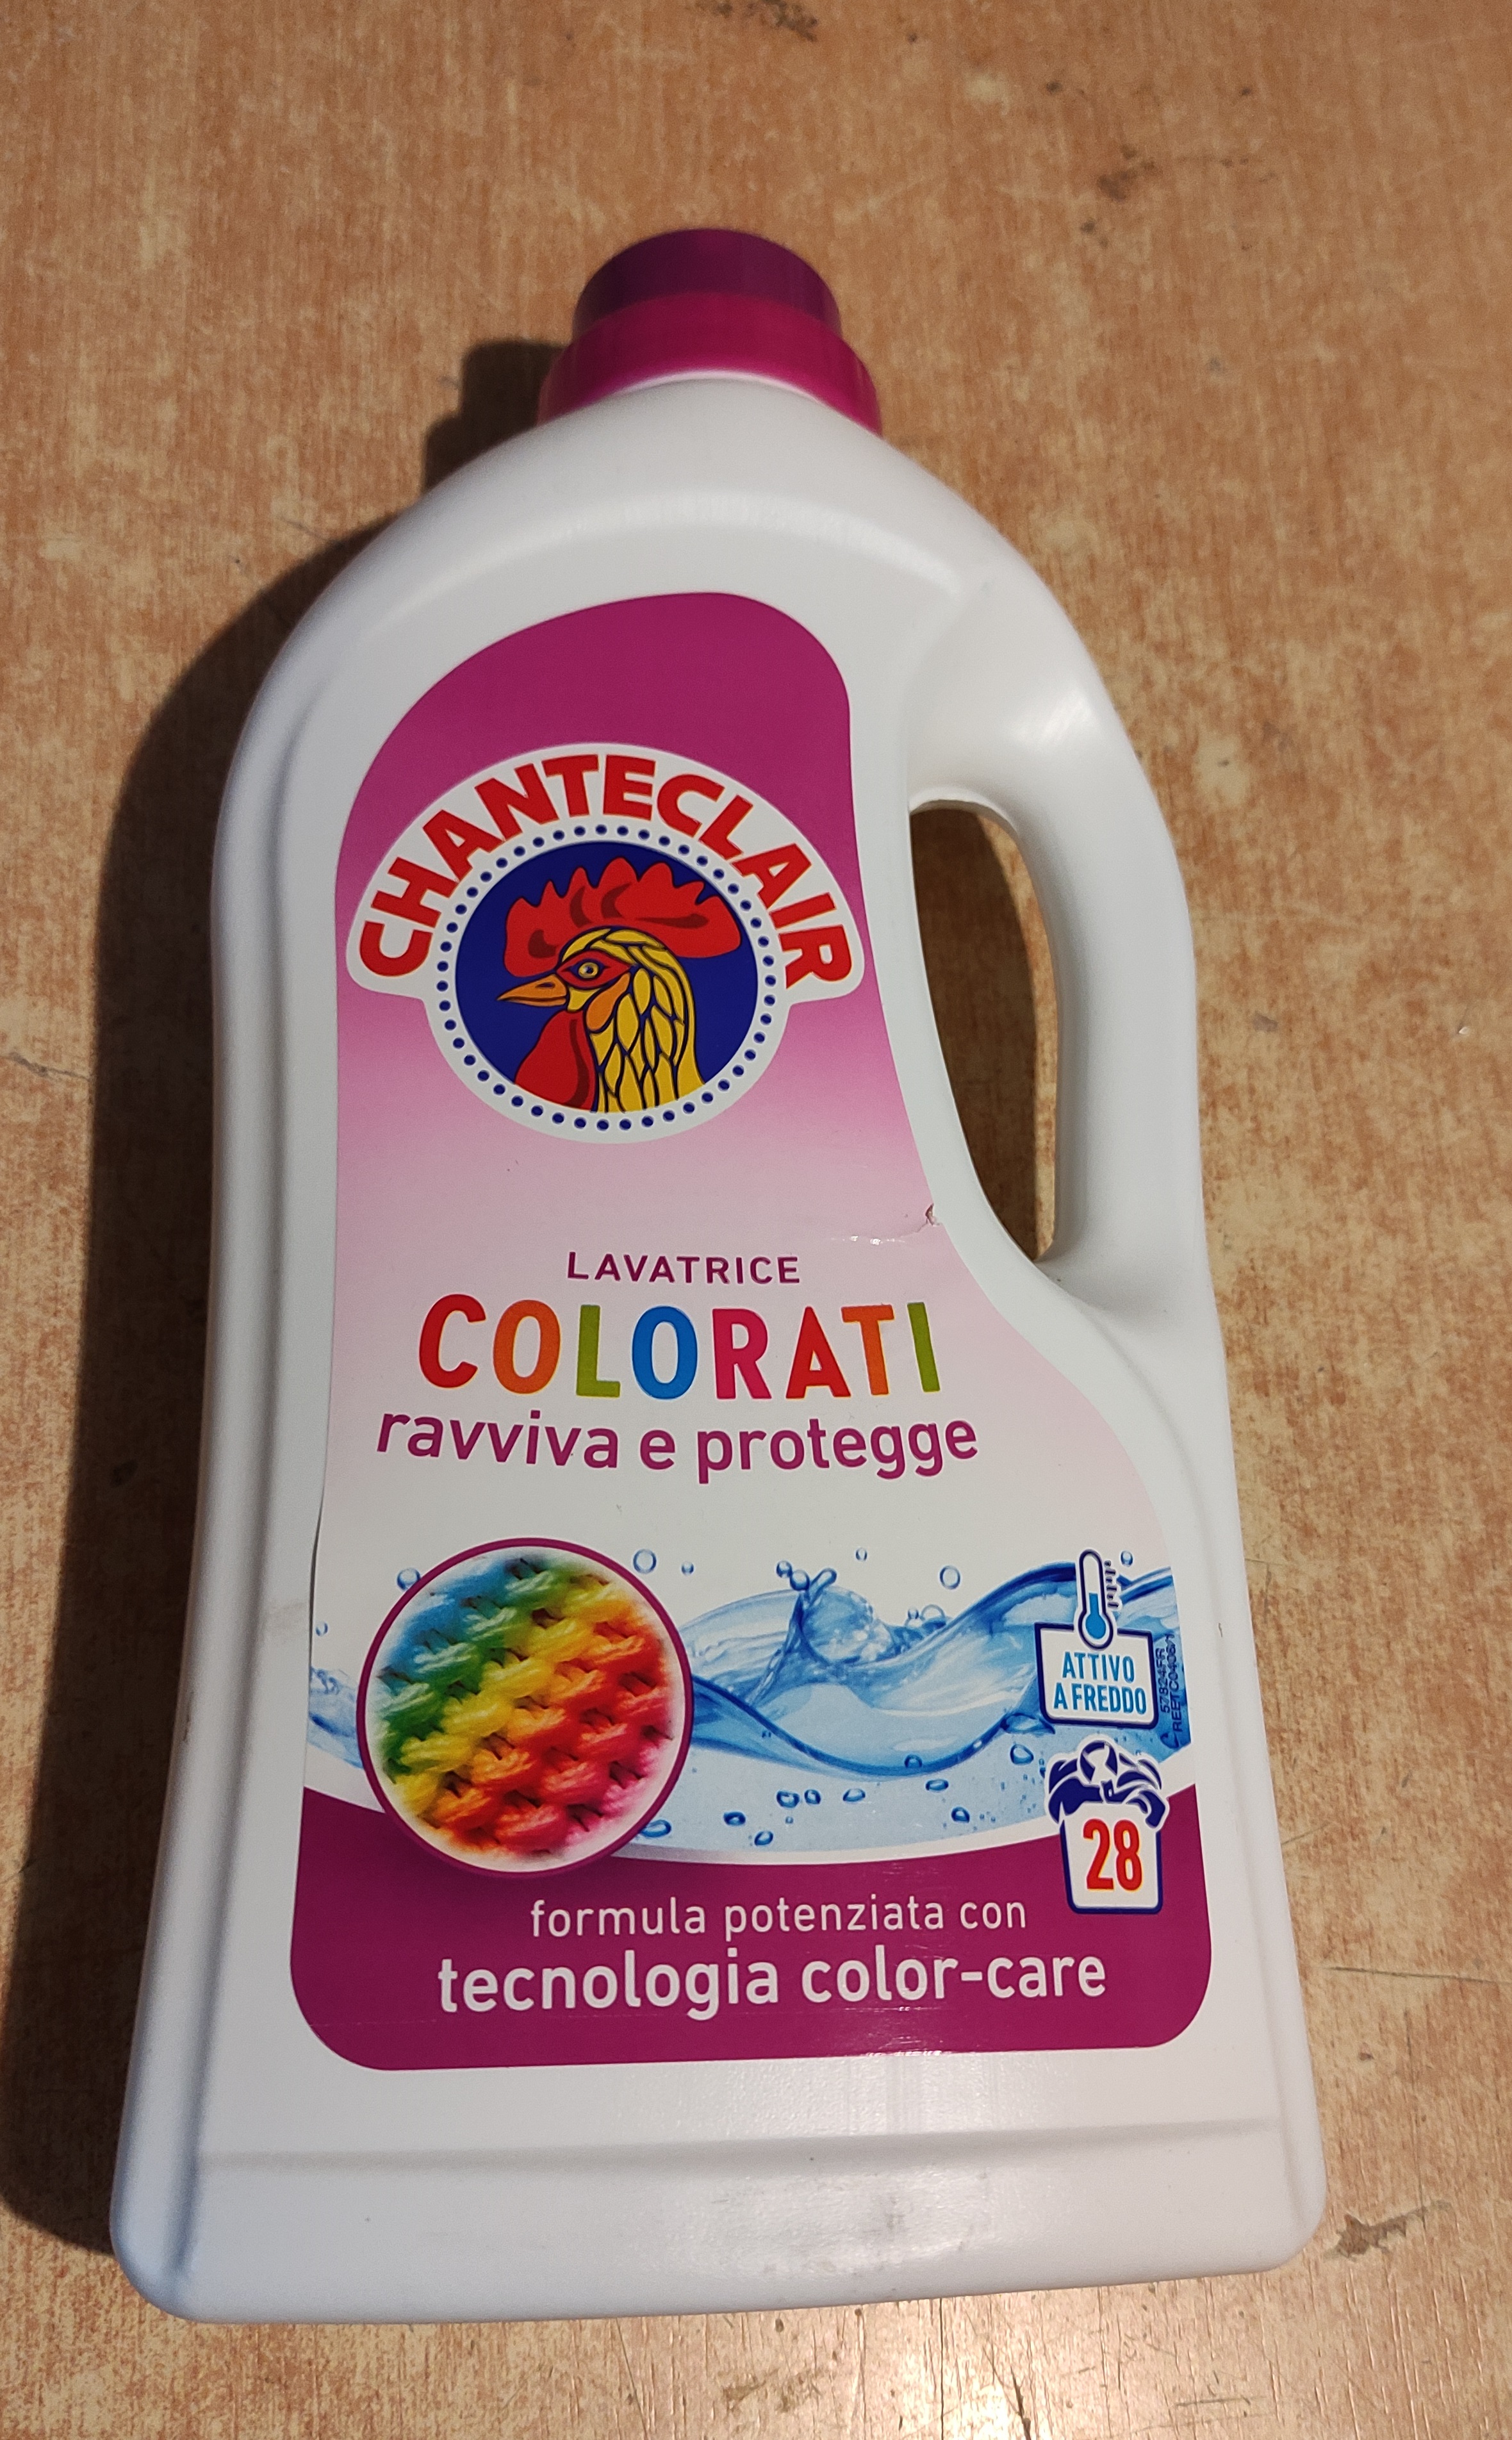 CHANTECLAIR
LAVATRICE
COLORATI
ravviva e protegge
ATTIVO
A FREDDO
28
formula potenziata con
tecnologia color-care